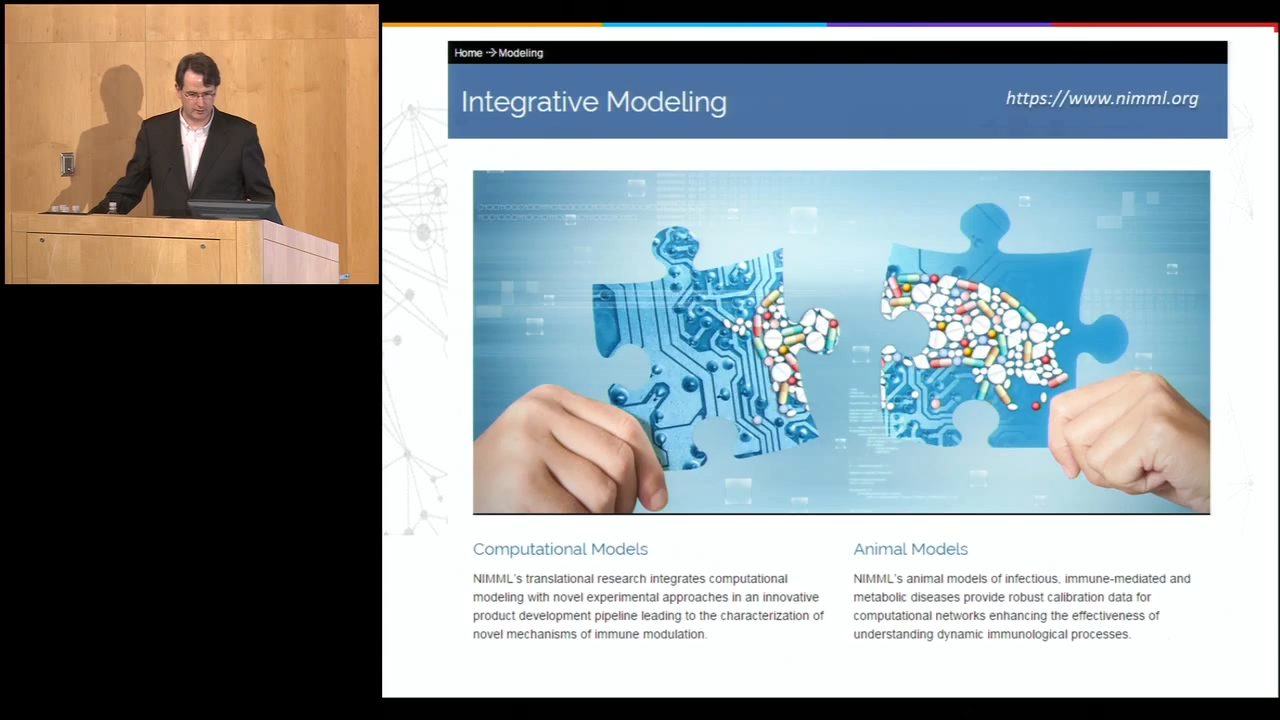 Home → Modeling
Integrative Modeling
https://www.nimml.org
Computational Models
NIMML's translational research integrates computational
modeling with novel experimental approaches in an innovative
product development pipeline leading to the characterization of
novel mechanisms of immune modulation.
Animal Models
NIMML's animal models of infectious, immune-mediated and
metabolic diseases provide robust calibration data for
computational networks enhancing the effectiveness of
understanding dynamic immunological processes.